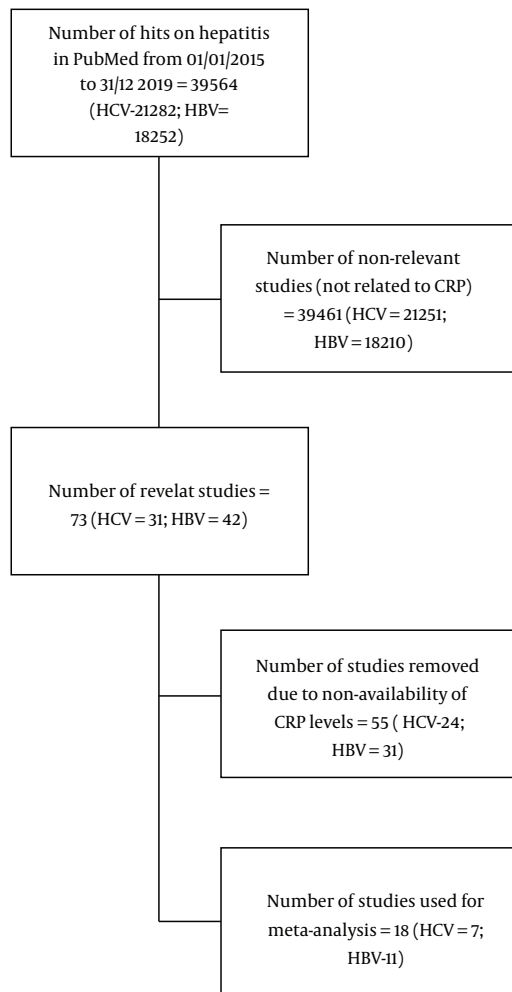 Number of hits on hepatitis
in PubMed from 01/01/2015
to 31/12 2019 = 39564
(HCV-21282; HBV=
18252)
Number of non-relevant
studies (not related to CRP)
= 39461 (HCV = 21251;
HBV = 18210)
Number of revelat studies =
73 (HCV = 31; HBV = 42)
Number of studies removed
due to non-availability of
CRP levels = 55 ( HCV-24;
HBV = 31)
Number of studies used for
meta-analysis = 18 (HCV = 7;
HBV-11)